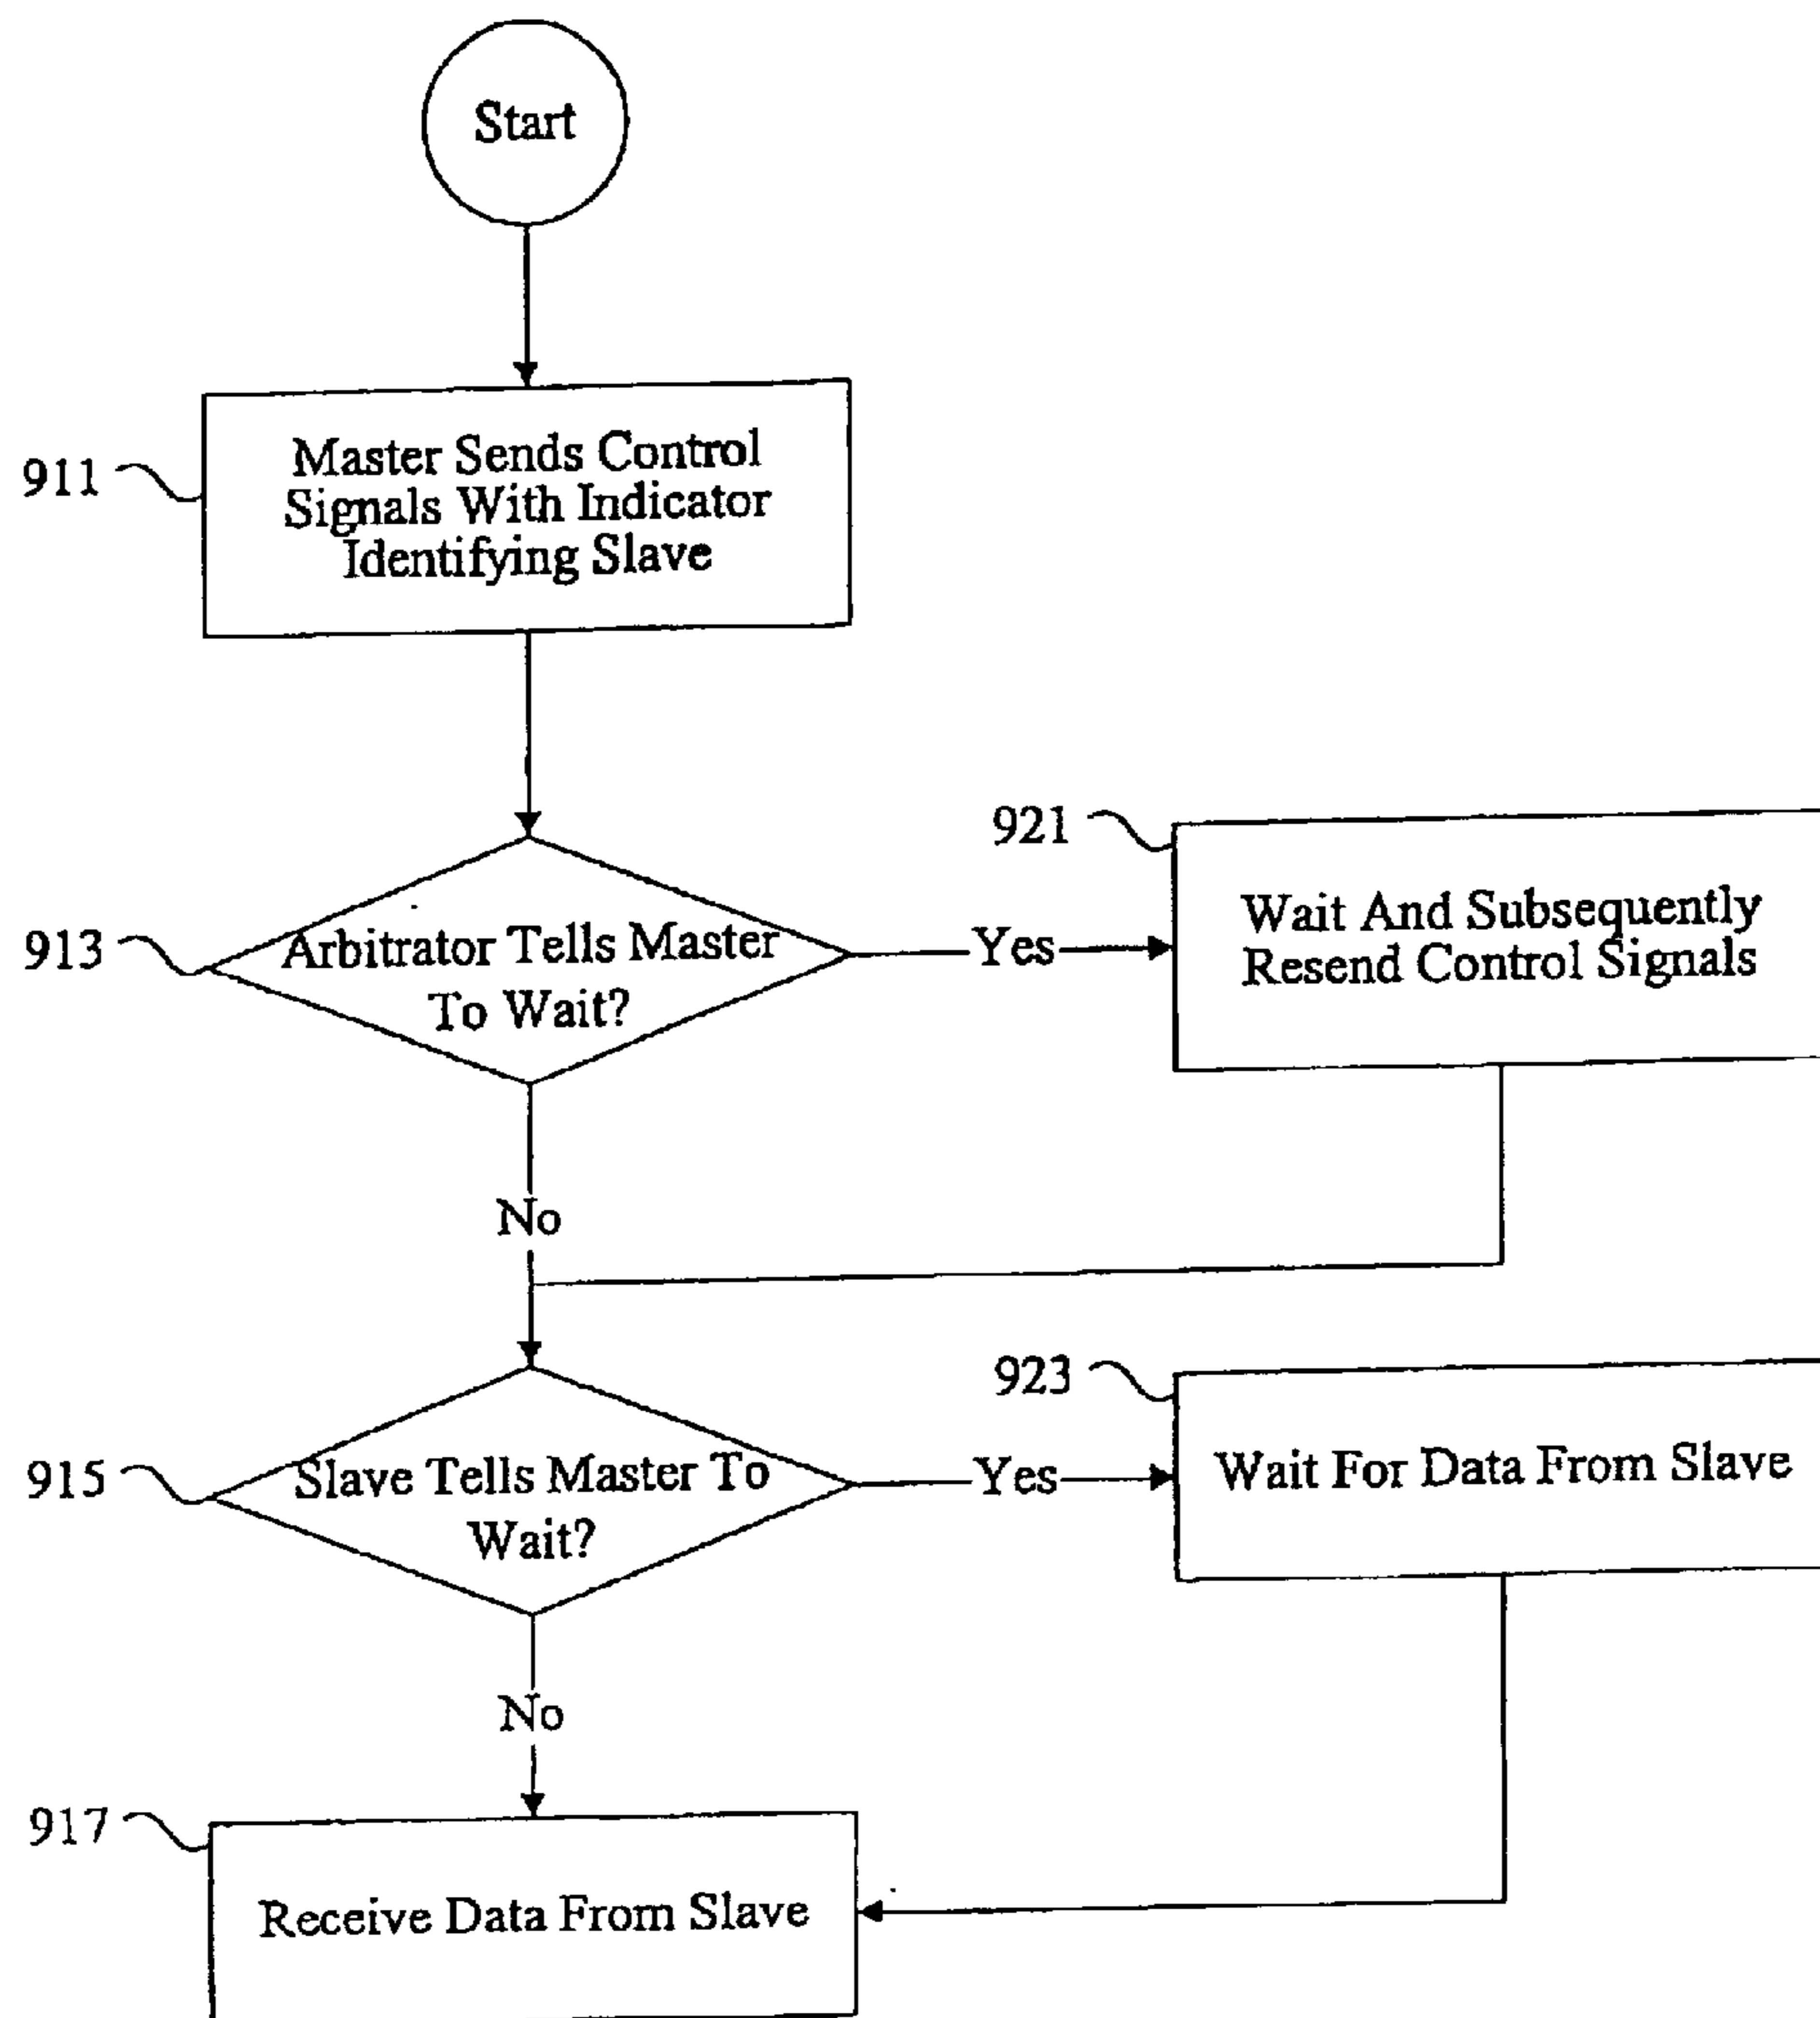 Start
911
Master Sends Control
Signals With Indicator
Identifying Slave
913
Arbitrator Tells Master
To Wait?
Yes
921
Wait And Subsequently
Resend Control Signals
No
915
Slave Tells Master To
Wait?
Yes
923
Wait For Data From Slave
No
917
Receive Data From Slave